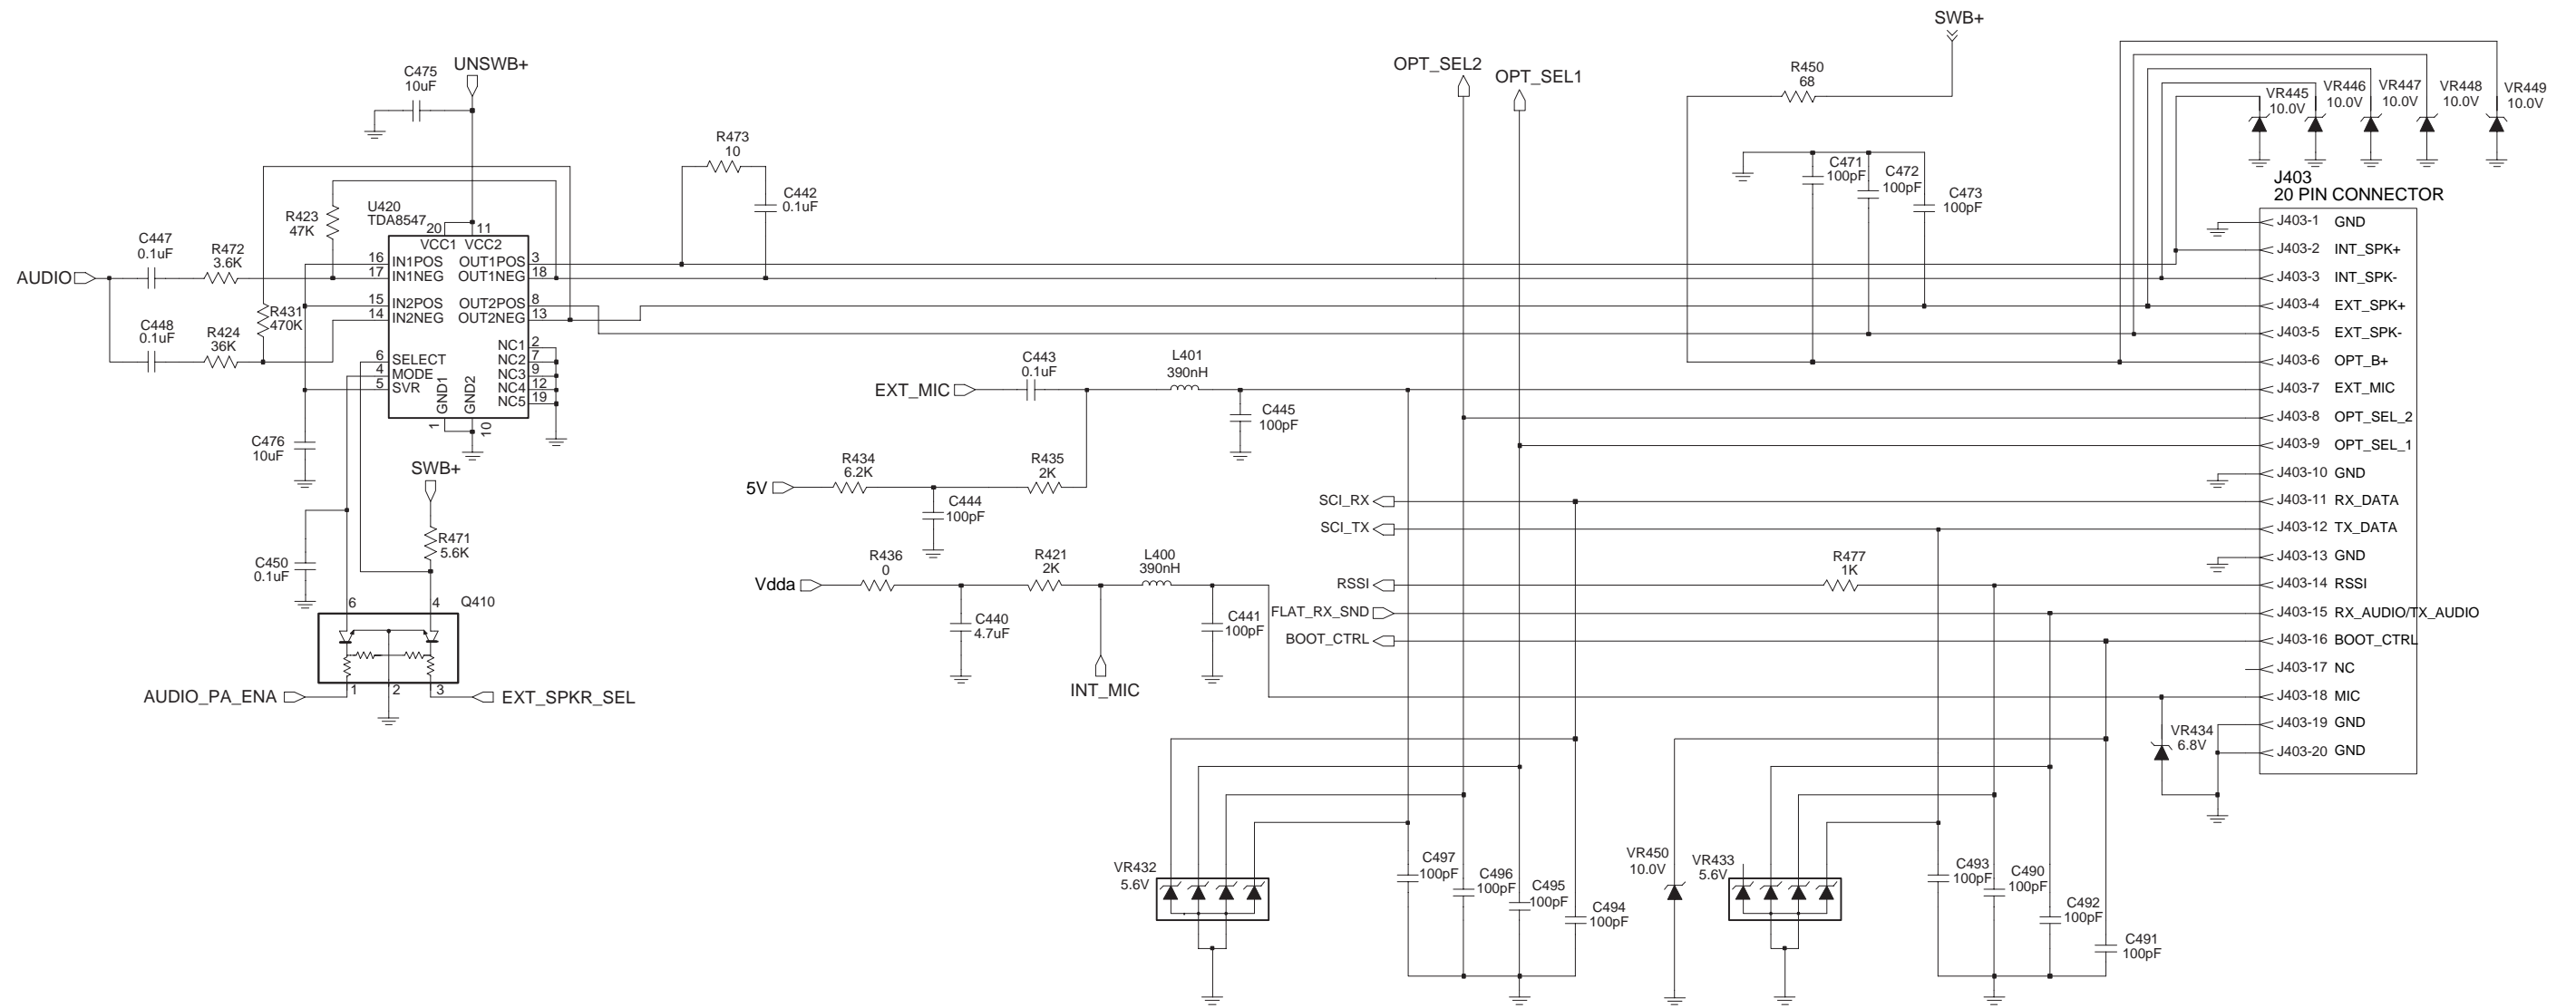 SWB+
UNSWB+
C475
10uF
OPT_SEL2
OPT_SEL1
R450
68
VR445
10.0V
VR446
10.0V
VR447
10.0V
VR448
10.0V
VR449
10.0V
R473
10
C442
0.1uF
C471
100pF
C472
100pF
C473
100pF
J403
20 PIN CONNECTOR
U420
TDA8547
R423
47K
C447
0.1uF
R472
3.6K
AUDIO
C448
0.1uF
R424
36K
R431
470K
20
11
VCC1
VCC2
16
IN1POS
OUT1POS
3
17
IN1NEG
OUT1NEG
18
15
IN2POS
OUT2POS
8
14
IN2NEG
OUT2NEG
13
NC1
2
6
SELECT
NC2
7
4
MODE
NC3
9
5
SVR
NC4
12
NC5
19
GND1
GND2
1
10
C476
10uF
SWB+
R471
5.6K
C450
0.1uF
6
4
Q410
1
2
3
AUDIO_PA_ENA
EXT_SPKR_SEL
EXT_MIC
C443
0.1uF
L401
390nH
C445
100pF
5V
R434
6.2K
R435
2K
C444
100pF
Vdda
R436
0
R421
2K
L400
390nH
C440
4.7uF
C441
100pF
INT_MIC
SCI_RX
SCI_TX
RSSI
R477
1K
FLAT_RX_SND
BOOT_CTRL
J403-1 GND
J403-2 INT_SPK+
J403-3 INT_SPK-
J403-4 EXT_SPK+
J403-5 EXT_SPK-
J403-6 OPT_B+
J403-7 EXT_MIC
J403-8 OPT_SEL_2
J403-9 OPT_SEL_1
J403-10 GND
J403-11 RX_DATA
J403-12 TX_DATA
J403-13 GND
J403-14 RSSI
J403-15 RX_AUDIO/TX_AUDIO
J403-16 BOOT_CTRL
J403-17 NC
J403-18 MIC
J403-19 GND
J403-20 GND
VR434
6.8V
VR432
5.6V
C497
100pF
C496
100pF
C495
100pF
C494
100pF
VR450
10.0V
VR433
5.6V
C493
100pF
C490
100pF
C492
100pF
C491
100pF